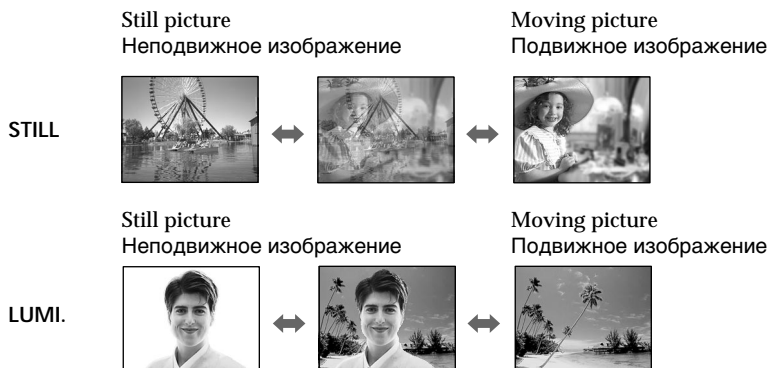 Still picture Moving picture
Неподвижное изображение Подвижное изображение
STILL
Still picture Moving picture
Неподвижное изображение Подвижное изображение
LUMI.